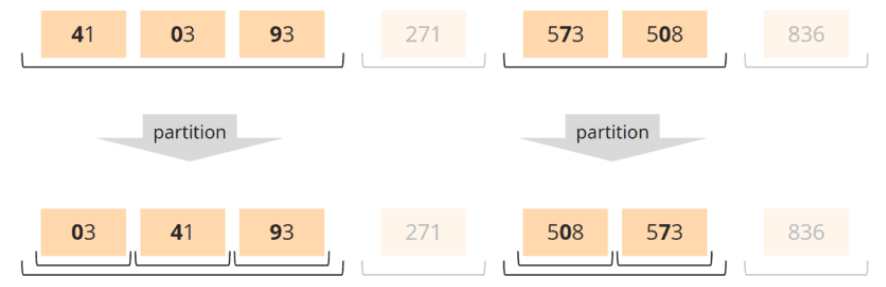 41 03 93 271 573 508 836
partition partition
03 41 93 271 508 573 836